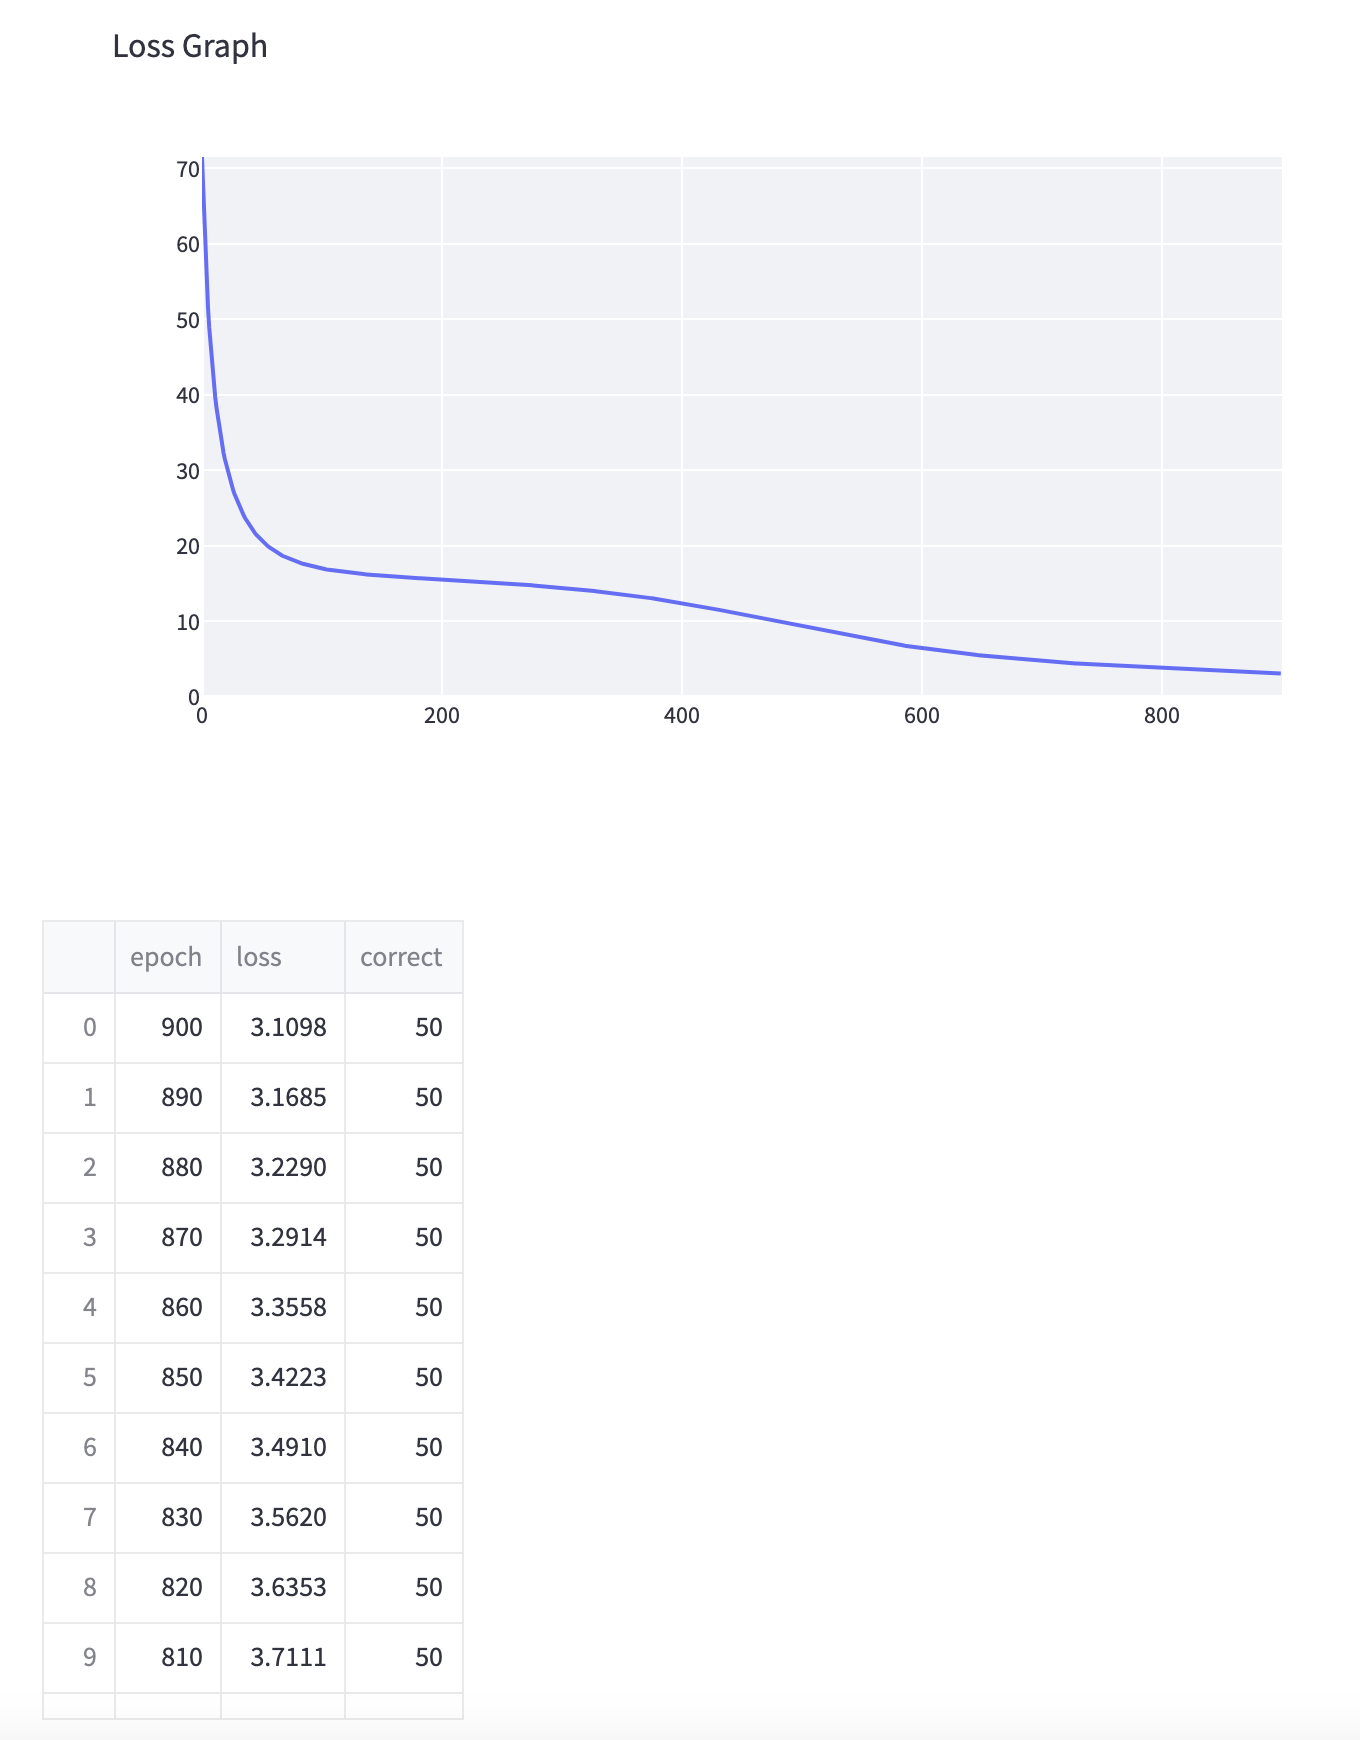 Loss Graph
70
60
50
40
30
20
10
0
0 200 400 600 800
epoch loss correct
0 900 3.1098 50
1 890 3.1685 50
2 880 3.2290 50
3 870 3.2914 50
4 860 3.3558 50
5 850 3.4223 50
6 840 3.4910 50
7 830 3.5620 50
8 820 3.6353 50
9 810 3.7111 50